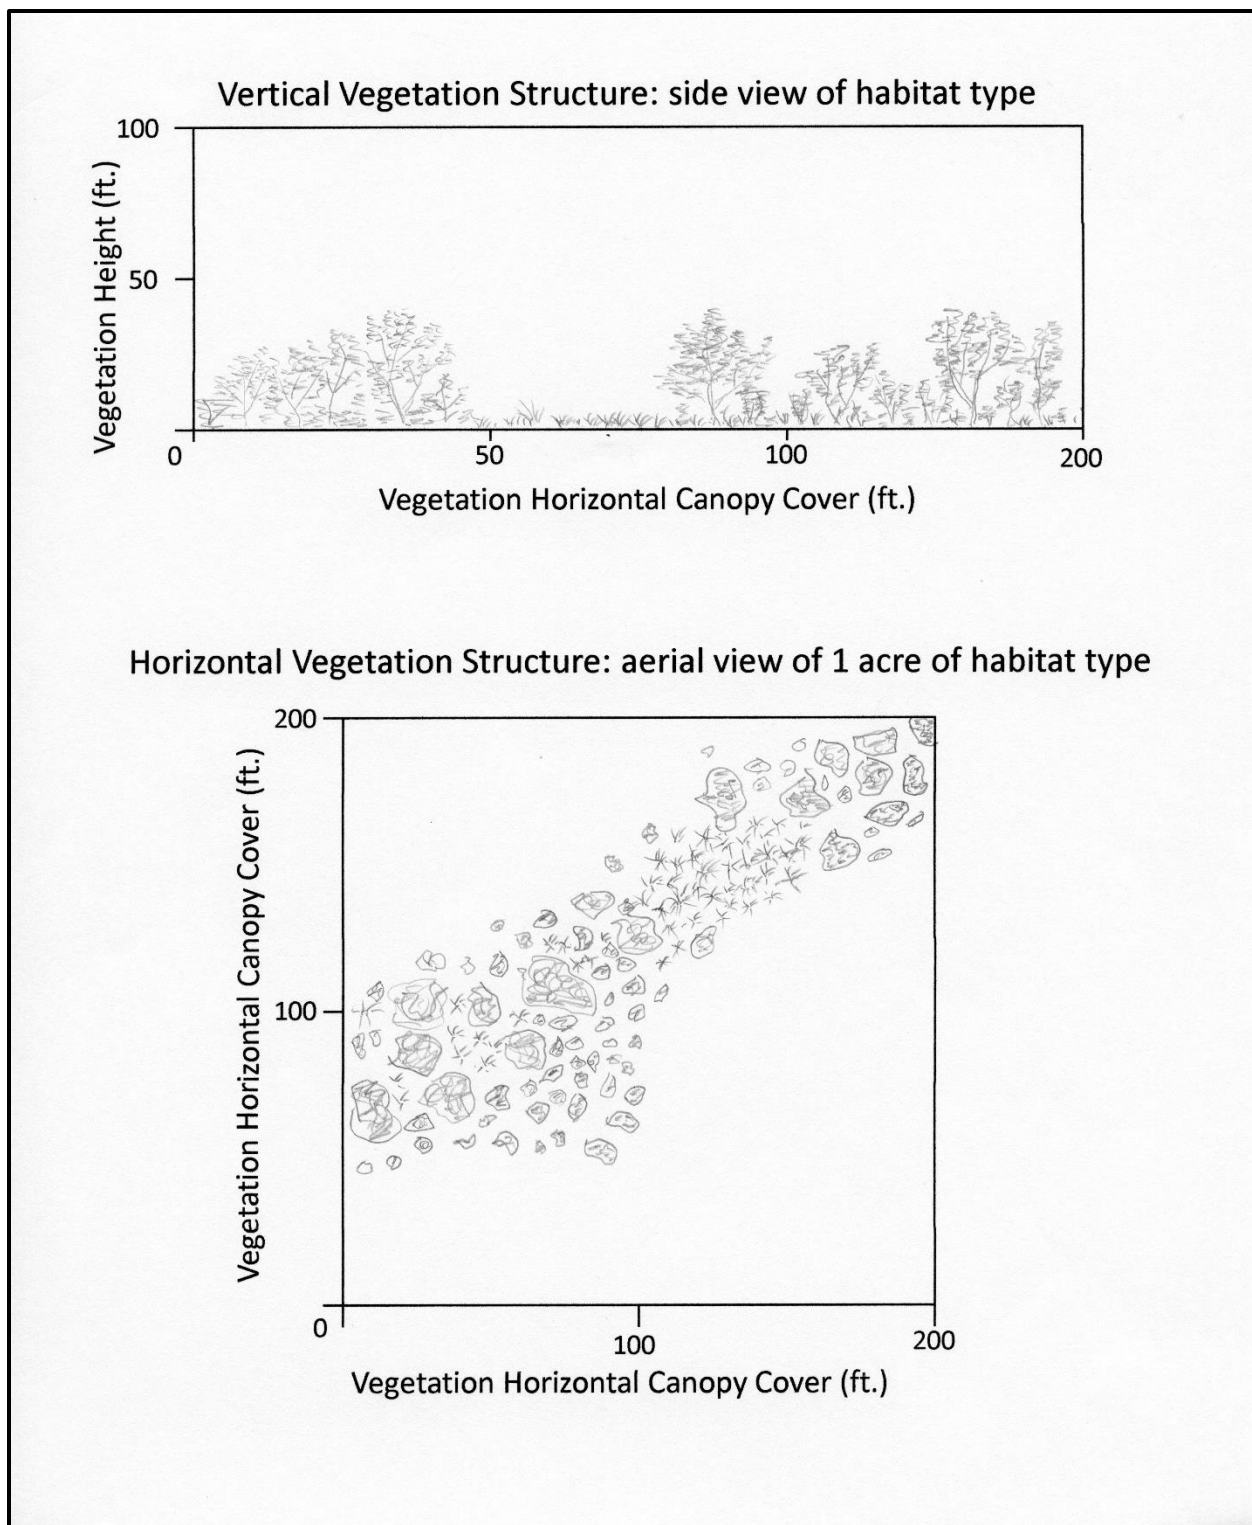 Vertical Vegetation Structure: side view of habitat type
100
50
Vegetation Height (ft.)
0
50
100
200
Vegetation Horizontal Canopy Cover (ft.)
Horizontal Vegetation Structure: aerial view of 1 acre of habitat type
200
100
Vegetation Horizontal Canopy Cover (ft.)
0
100
200
Vegetation Horizontal Canopy Cover (ft.)